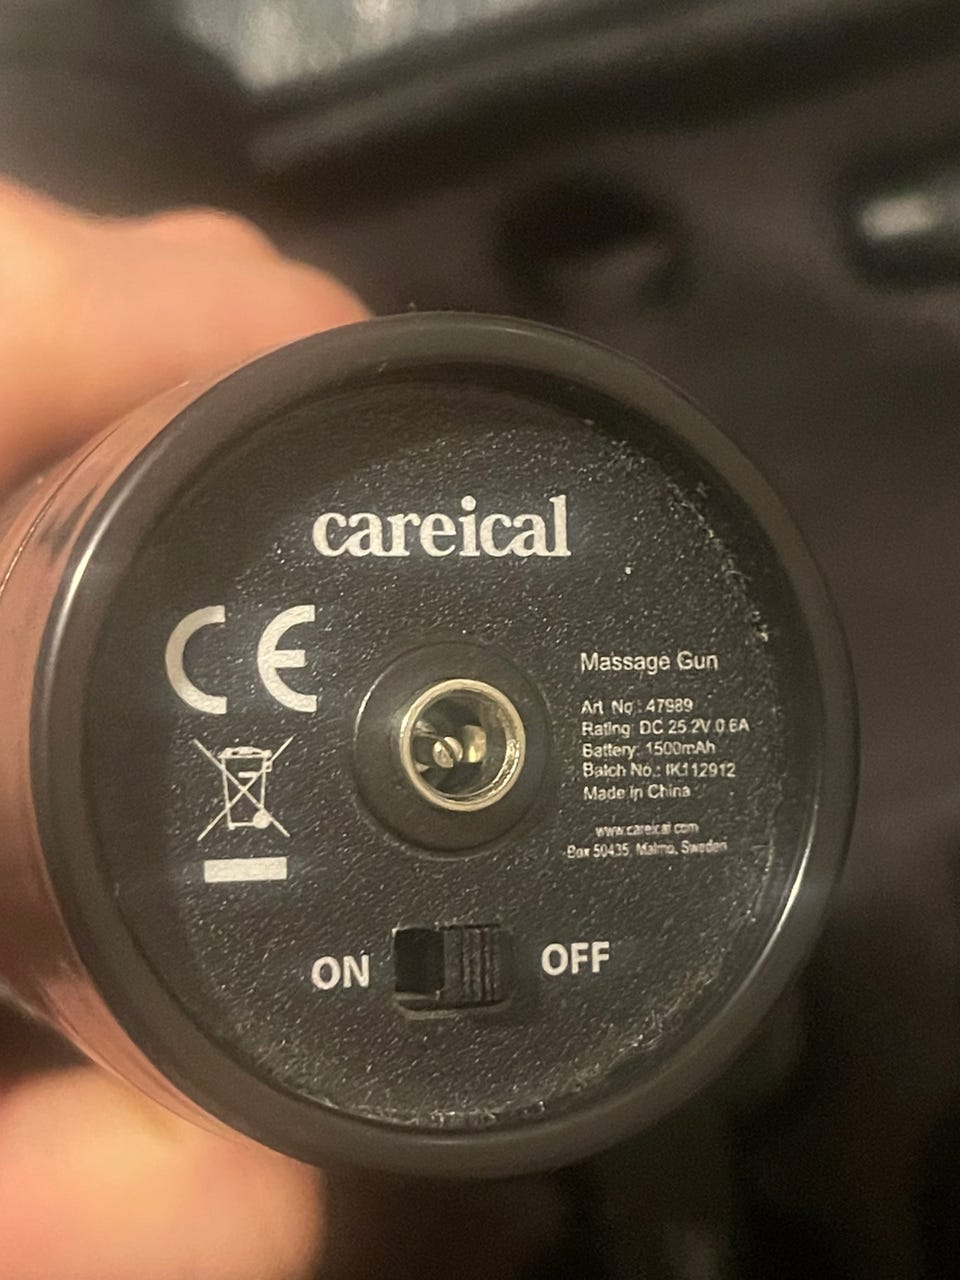 careical
CE
Massage Gun
Art. No.: 47989
Rating: DC 25.2V 0.6A
Battery: 1500mAh
Batch No.: IK112912
Made in China
www.careical.com
Box 50435, Malmö, Sweden
ON OFF